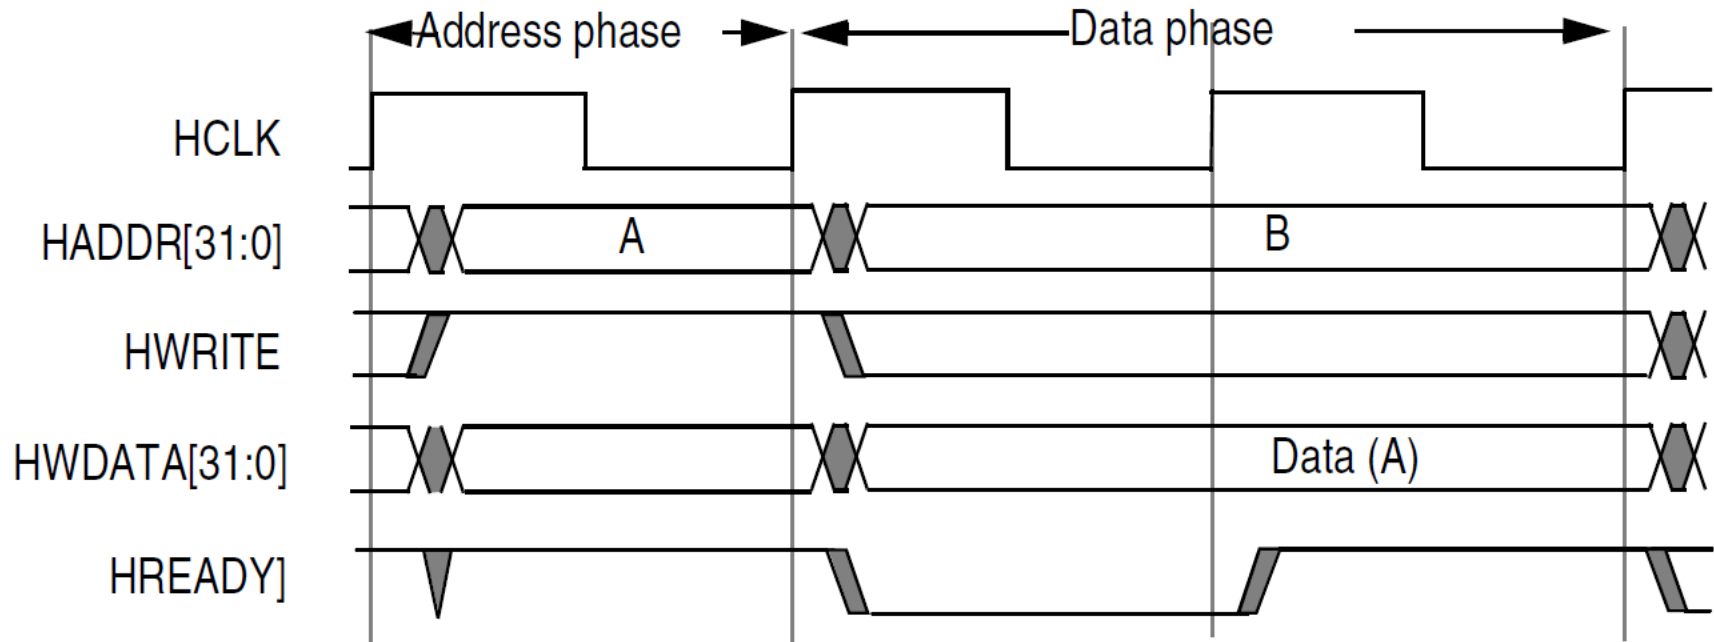 Address phase
Data phase
HCLK
HADDR[31:0]
A
B
HWRITE
HWDATA[31:0]
Data (A)
HREADY]